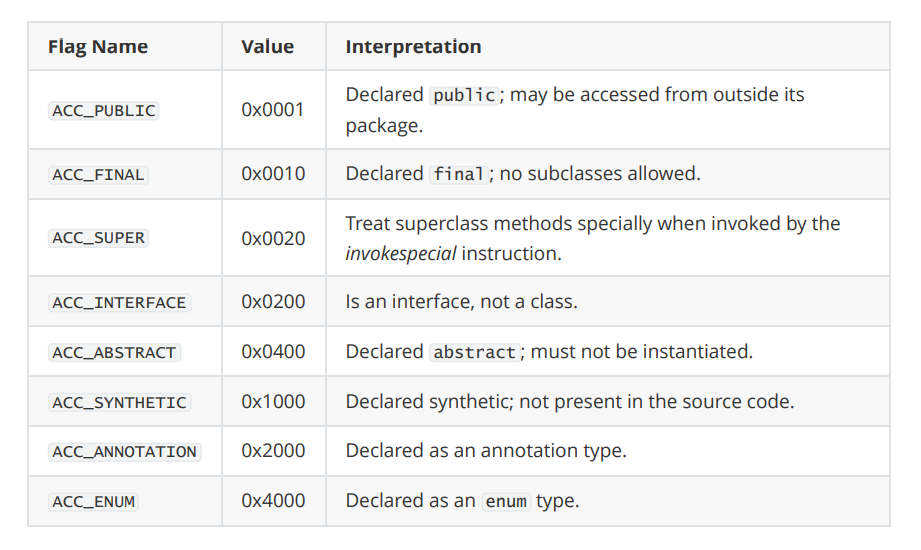 Flag Name Value Interpretation
ACC_PUBLIC 0x0001 Declared public; may be accessed from outside its
package.
ACC_FINAL 0x0010 Declared final; no subclasses allowed.
ACC_SUPER 0x0020 Treat superclass methods specially when invoked by the
invokespecial instruction.
ACC_INTERFACE 0x0200 Is an interface, not a class.
ACC_ABSTRACT 0x0400 Declared abstract; must not be instantiated.
ACC_SYNTHETIC 0x1000 Declared synthetic; not present in the source code.
ACC_ANNOTATION 0x2000 Declared as an annotation type.
ACC_ENUM 0x4000 Declared as an enum type.